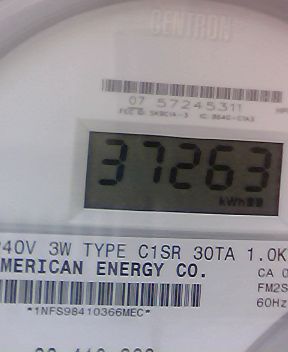 CENTRON
07 57245311
37263
kWh
240V 3W TYPE C1SR 30TA 1.0K
AMERICAN ENERGY CO.
CA 0
FM2S
60Hz
*1NFS98410366MEC*